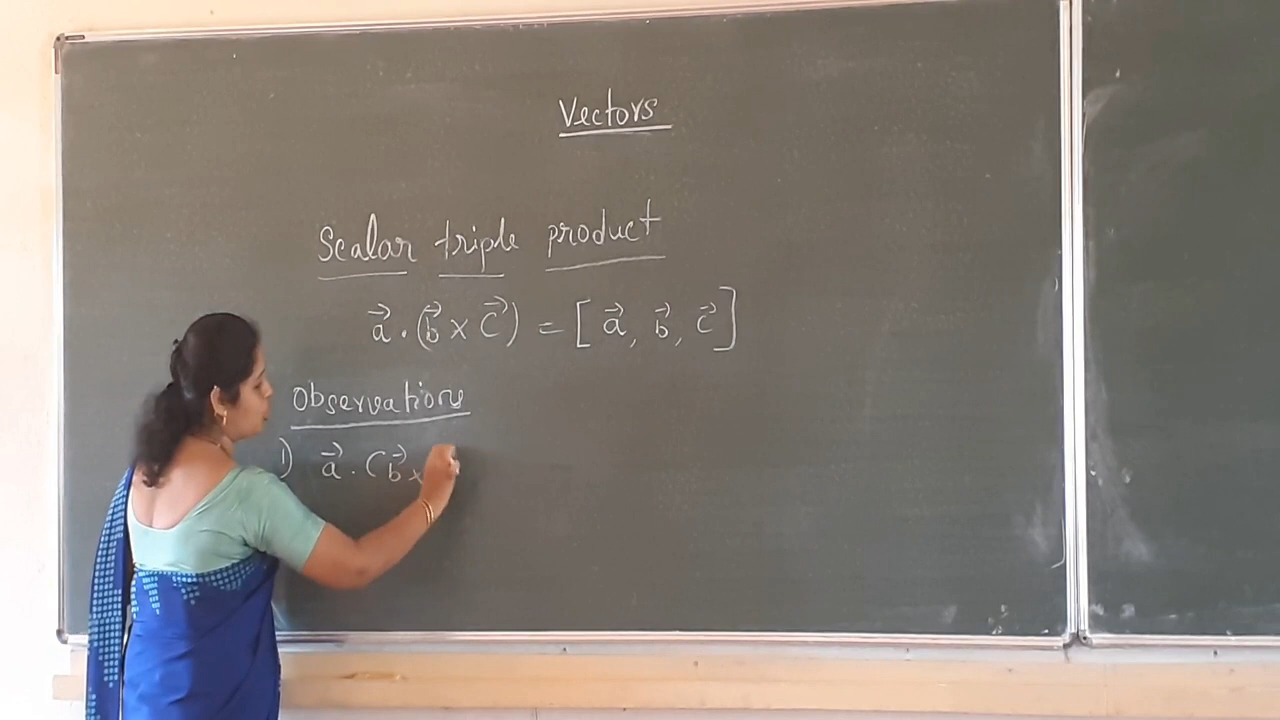 Vectors
Scalar triple product
a⃗ · (b⃗ × c⃗) = [a⃗, b⃗, c⃗]
Observations
1) a⃗ · (b⃗ ×